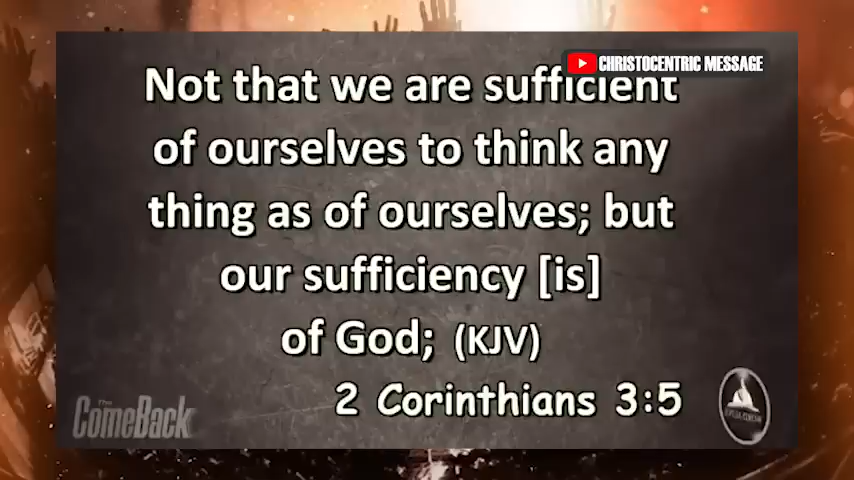 CHRISTOCENTRIC MESSAGE
Not that we are sufficient
of ourselves to think any
thing as of ourselves; but
our sufficiency [is]
of God; (KJV)
2 Corinthians 3:5
The
ComeBack